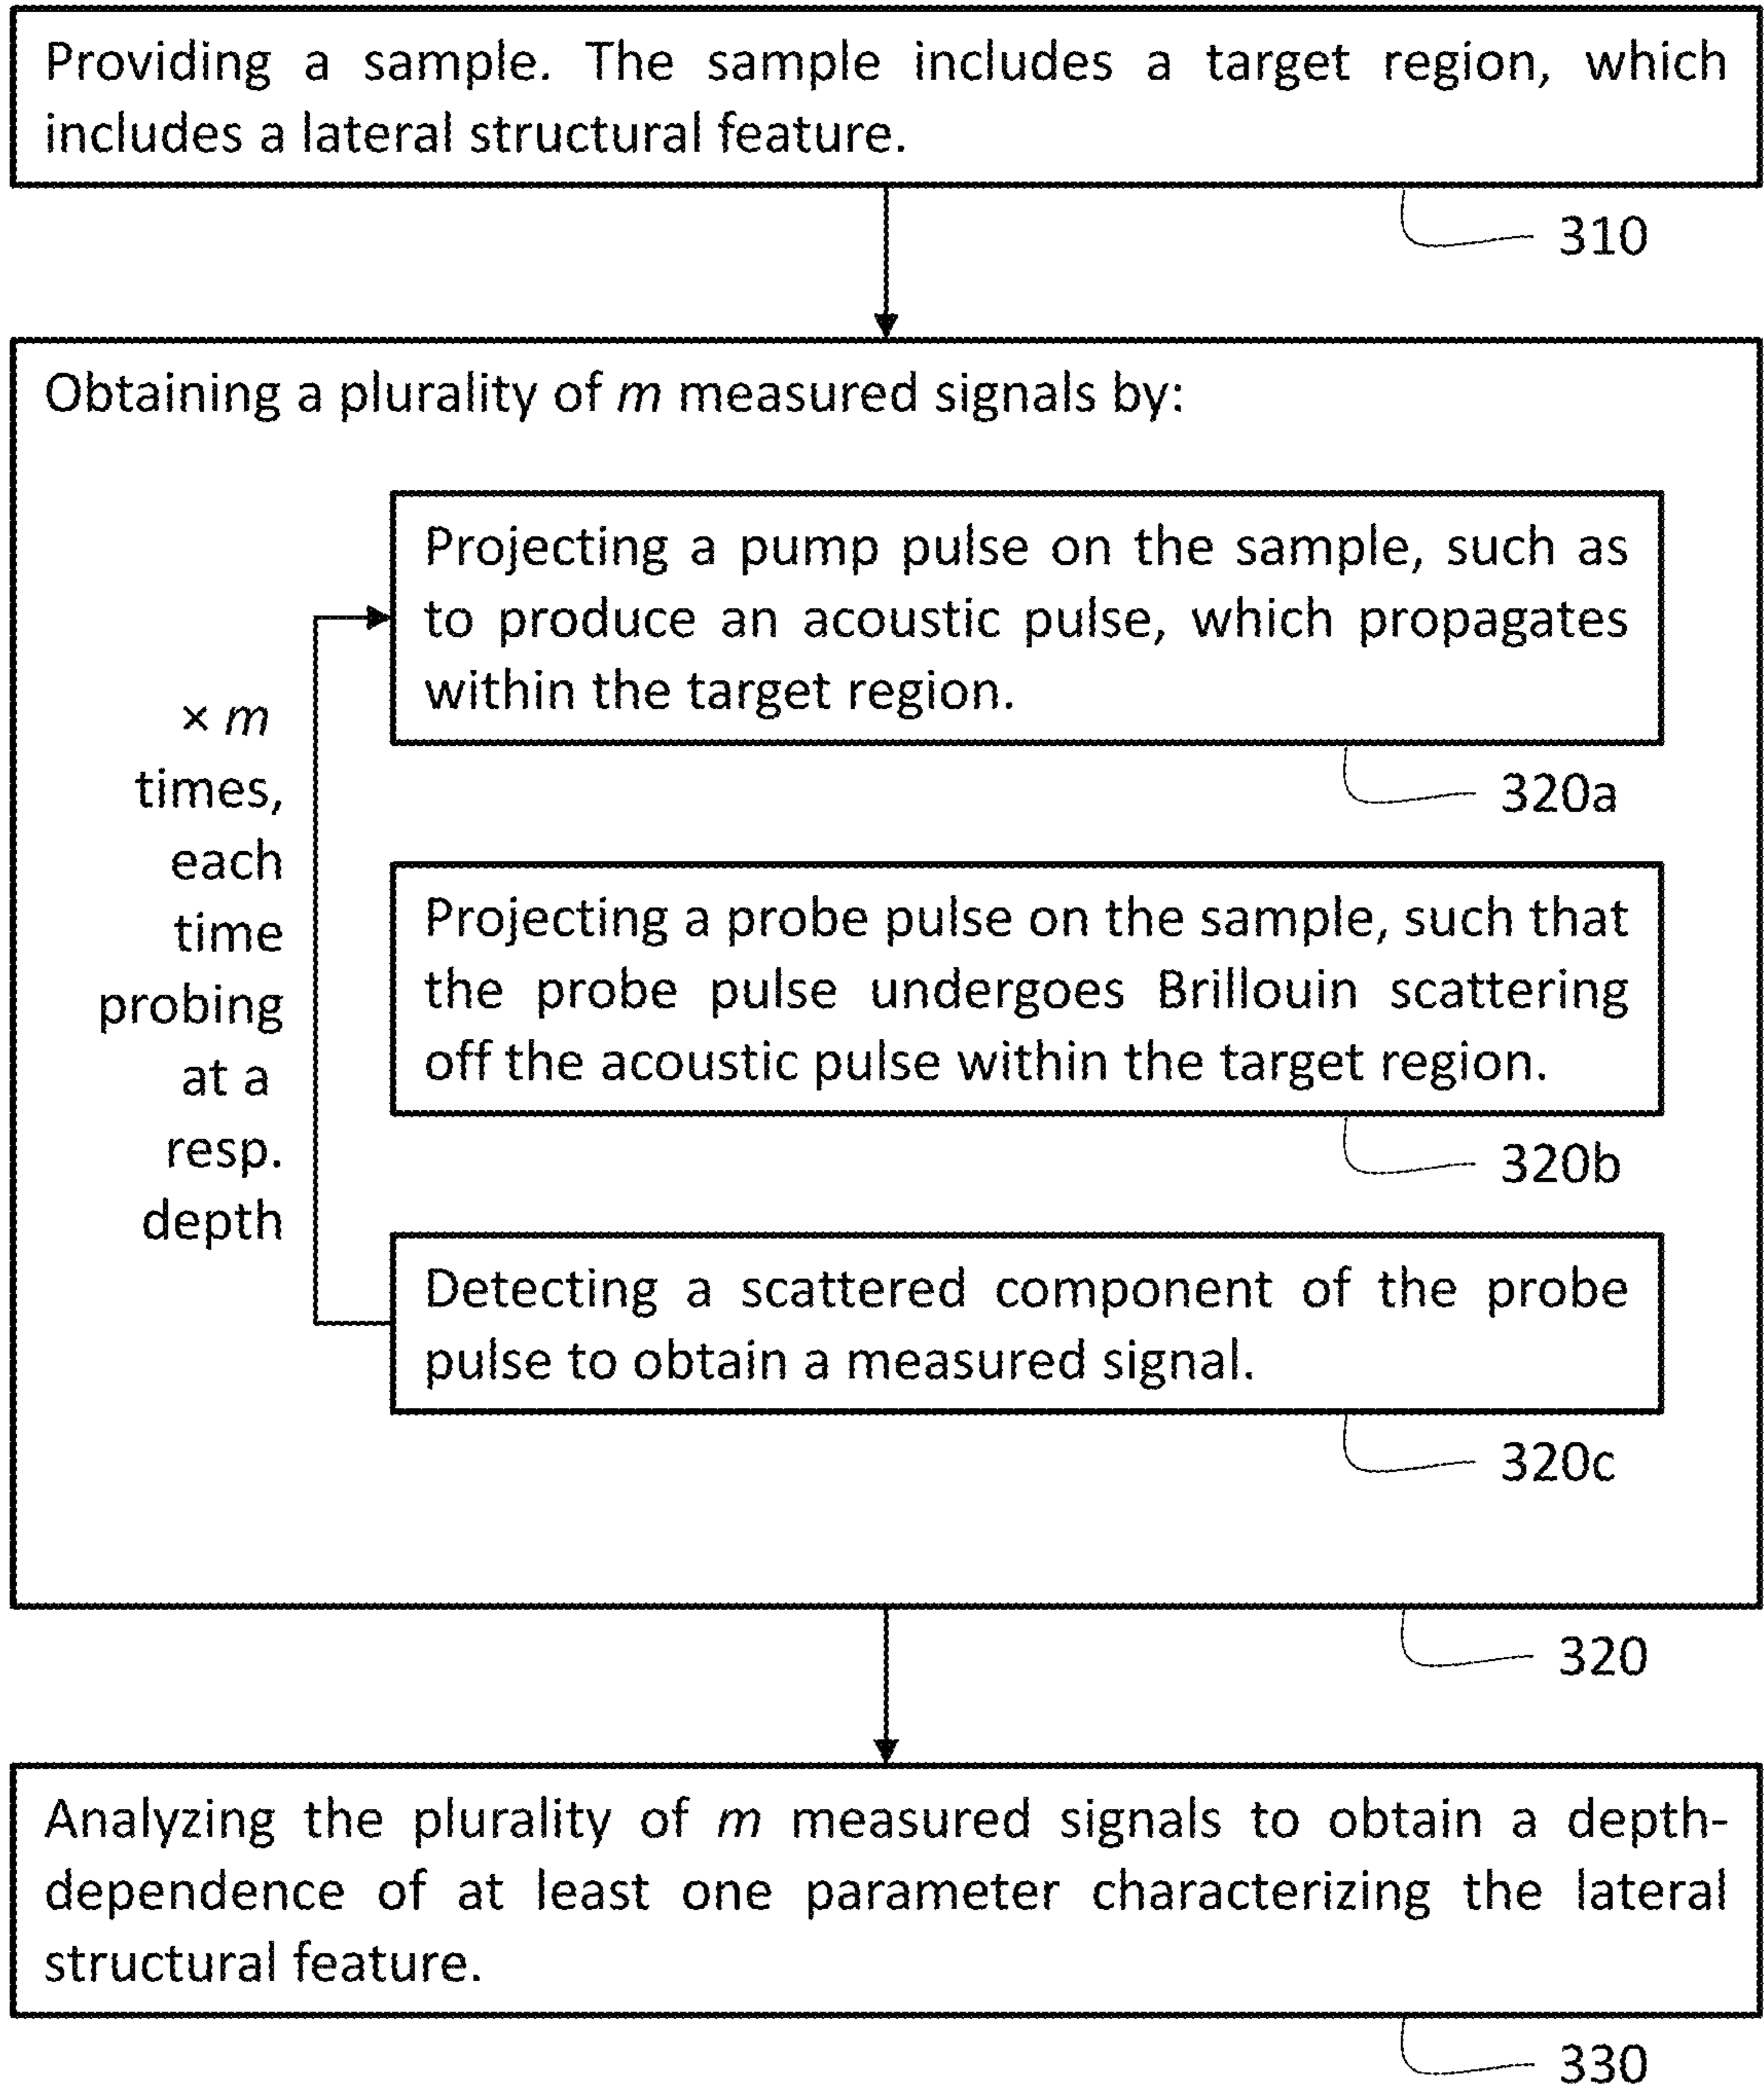 Providing a sample. The sample includes a target region, which
includes a lateral structural feature.
310
Obtaining a plurality of m measured signals by:
Projecting a pump pulse on the sample, such as
to produce an acoustic pulse, which propagates
within the target region.
320a
× m
times,
each
time
probing
at a
resp.
depth
Projecting a probe pulse on the sample, such that
the probe pulse undergoes Brillouin scattering
off the acoustic pulse within the target region.
320b
Detecting a scattered component of the probe
pulse to obtain a measured signal.
320c
320
Analyzing the plurality of m measured signals to obtain a depth-
dependence of at least one parameter characterizing the lateral
structural feature.
330